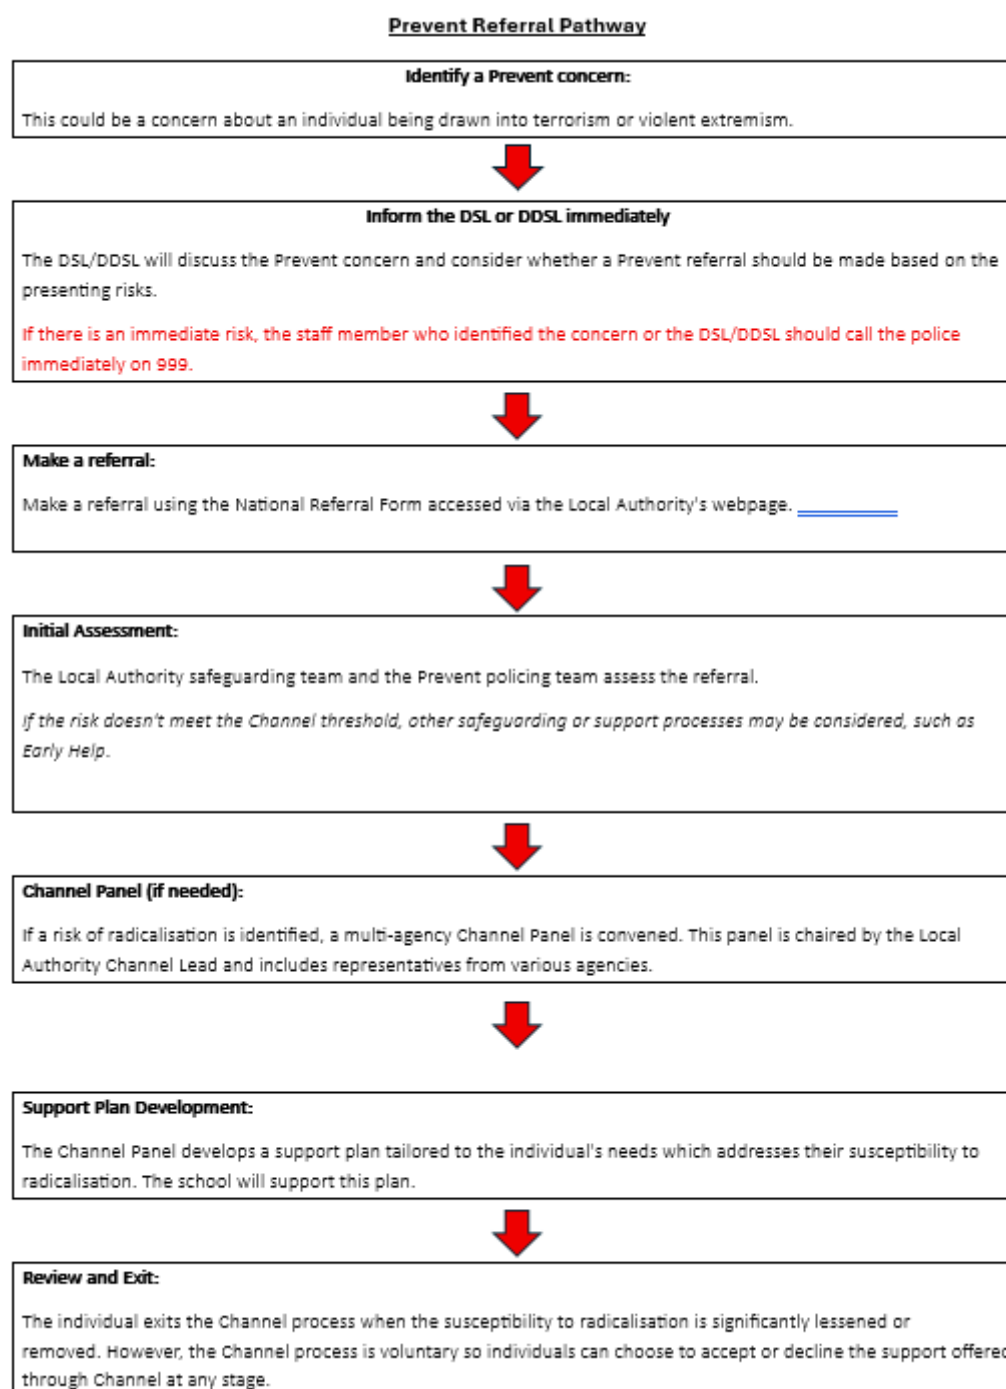 Prevent Referral Pathway
Identify a Prevent concern:
This could be a concern about an individual being drawn into terrorism or violent extremism.
Inform the DSL or DDSL immediately
The DSL/DDSL will discuss the Prevent concern and consider whether a Prevent referral should be made based on the
presenting risks.
If there is an immediate risk, the staff member who identified the concern or the DSL/DDSL should call the police
immediately on 999.
Make a referral:
Make a referral using the National Referral Form accessed via the Local Authority's webpage.
Initial Assessment:
The Local Authority safeguarding team and the Prevent policing team assess the referral.
If the risk doesn't meet the Channel threshold, other safeguarding or support processes may be considered, such as
Early Help.
Channel Panel (if needed):
If a risk of radicalisation is identified, a multi-agency Channel Panel is convened. This panel is chaired by the Local
Authority Channel Lead and includes representatives from various agencies.
Support Plan Development:
The Channel Panel develops a support plan tailored to the individual's needs which addresses their susceptibility to
radicalisation. The school will support this plan.
Review and Exit:
The individual exits the Channel process when the susceptibility to radicalisation is significantly lessened or
removed. However, the Channel process is voluntary so individuals can choose to accept or decline the support offered
through Channel at any stage.